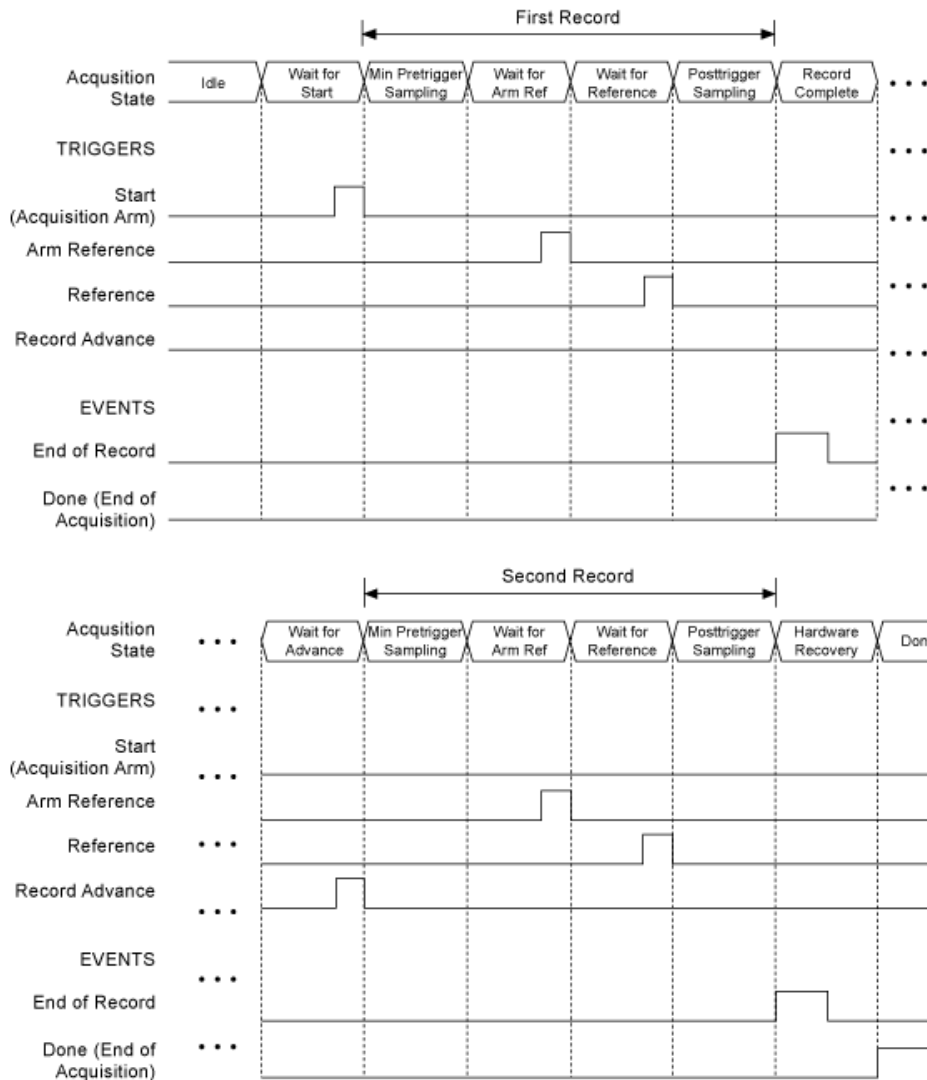 First Record
Acqusition
State
Idle
Wait for
Start
Min Pretrigger
Sampling
Wait for
Arm Ref
Wait for
Reference
Posttrigger
Sampling
Record
Complete
TRIGGERS
Start
(Acquisition Arm)
Arm Reference
Reference
Record Advance
EVENTS
End of Record
Done (End of
Acquisition)
Second Record
Acqusition
State
Wait for
Advance
Min Pretrigger
Sampling
Wait for
Arm Ref
Wait for
Reference
Posttrigger
Sampling
Hardware
Recovery
Don
TRIGGERS
Start
(Acquisition Arm)
Arm Reference
Reference
Record Advance
EVENTS
End of Record
Done (End of
Acquisition)